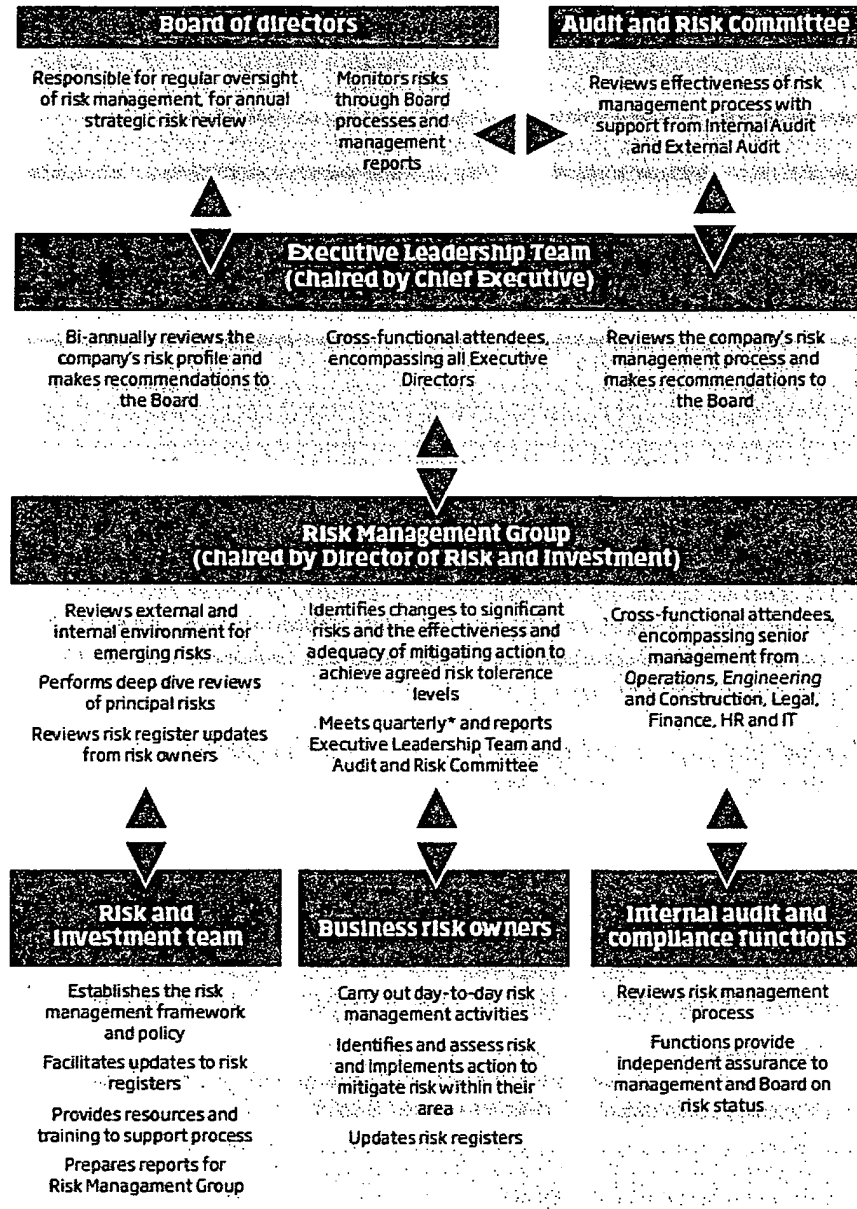 Board of directors
Responsible for regular oversight
of risk management, for annual
strategic risk review
Monitors risks
through Board
processes and
management
reports
Audit and Risk Committee
Reviews effectiveness of risk
management process with
support from Internal Audit
and External Audit
Executive Leadership Team
(chaired by Chief Executive)
Bi-annually reviews the
company's risk profile and
makes recommendations to
the Board
Cross-functional attendees,
encompassing all Executive
Directors
Reviews the company's risk
management process and
makes recommendations to
the Board
Risk Management Group
(chaired by Director of Risk and Investment)
Reviews external and
internal environment for
emerging risks
Performs deep dive reviews
of principal risks
Reviews risk register updates
from risk owners
Identifies changes to significant
risks and the effectiveness and
adequacy of mitigating action to
achieve agreed risk tolerance
levels
Meets quarterly* and reports
Executive Leadership Team and
Audit and Risk Committee
Cross-functional attendees,
encompassing senior
management from
Operations, Engineering
and Construction, Legal,
Finance, HR and IT
Risk and
investment team
Establishes the risk
management framework
and policy
Facilitates updates to risk
registers
Provides resources and
training to support process
Prepares reports for
Risk Managament Group
Business risk owners
Carry out day-to-day risk
management activities
Identifies and assess risk
and implements action to
mitigate risk within their
area
Updates risk registers
Internal audit and
compliance functions
Reviews risk management
process
Functions provide
independent assurance to
management and Board on
risk status